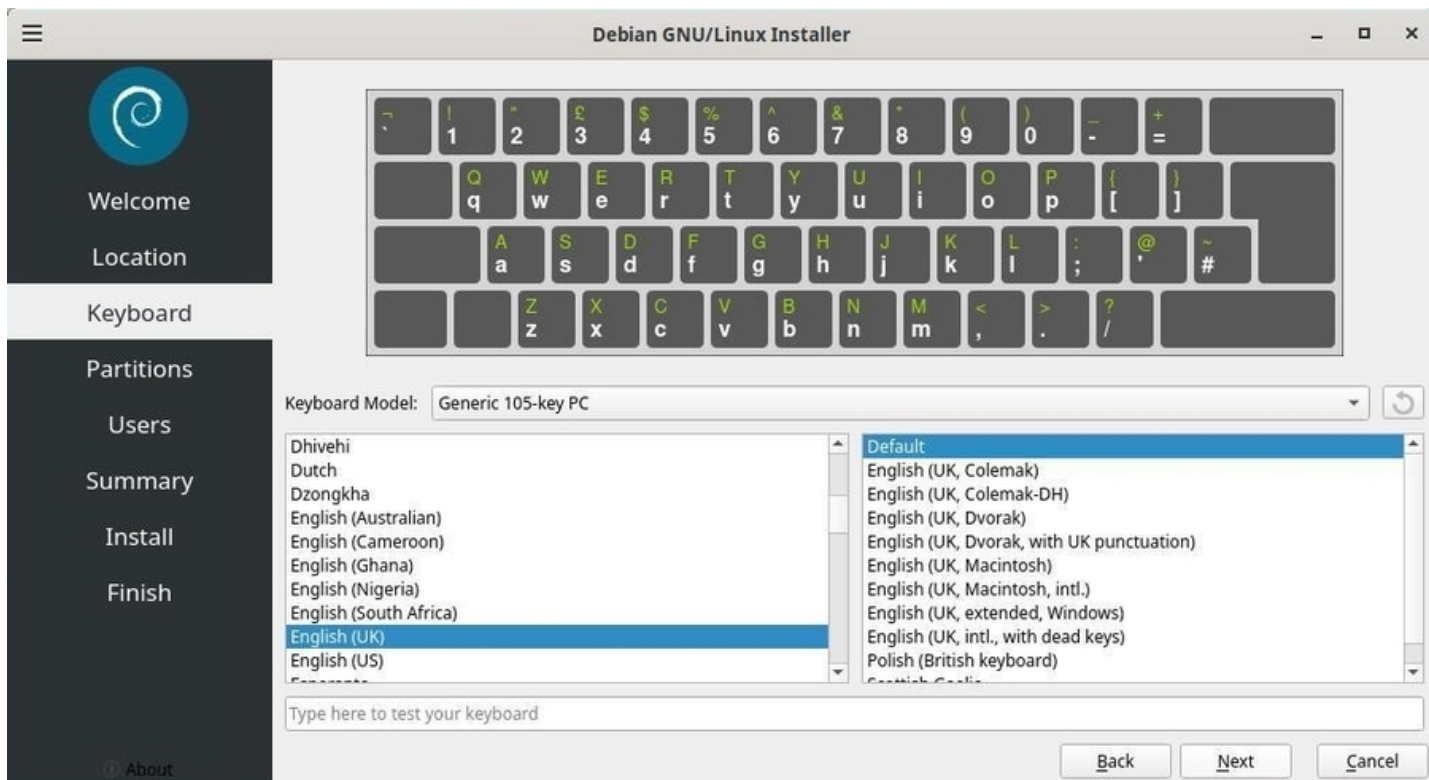 Debian GNU/Linux Installer
Welcome
Location
Keyboard
Partitions
Users
Summary
Install
Finish
About
¬ ! " £ $ % ^ & * ( ) _ +
` 1 2 3 4 5 6 7 8 9 0 - =
Q W E R T Y U I O P { }
q w e r t y u i o p [ ]
A S D F G H J K L : @ ~
a s d f g h j k l ; ' #
Z X C V B N M < > ?
z x c v b n m , . /
Keyboard Model: Generic 105-key PC
Dhivehi
Dutch
Dzongkha
English (Australian)
English (Cameroon)
English (Ghana)
English (Nigeria)
English (South Africa)
English (UK)
English (US)
Esperanto
Default
English (UK, Colemak)
English (UK, Colemak-DH)
English (UK, Dvorak)
English (UK, Dvorak, with UK punctuation)
English (UK, Macintosh)
English (UK, Macintosh, intl.)
English (UK, extended, Windows)
English (UK, intl., with dead keys)
Polish (British keyboard)
Scottish Gaelic
Type here to test your keyboard
Back
Next
Cancel